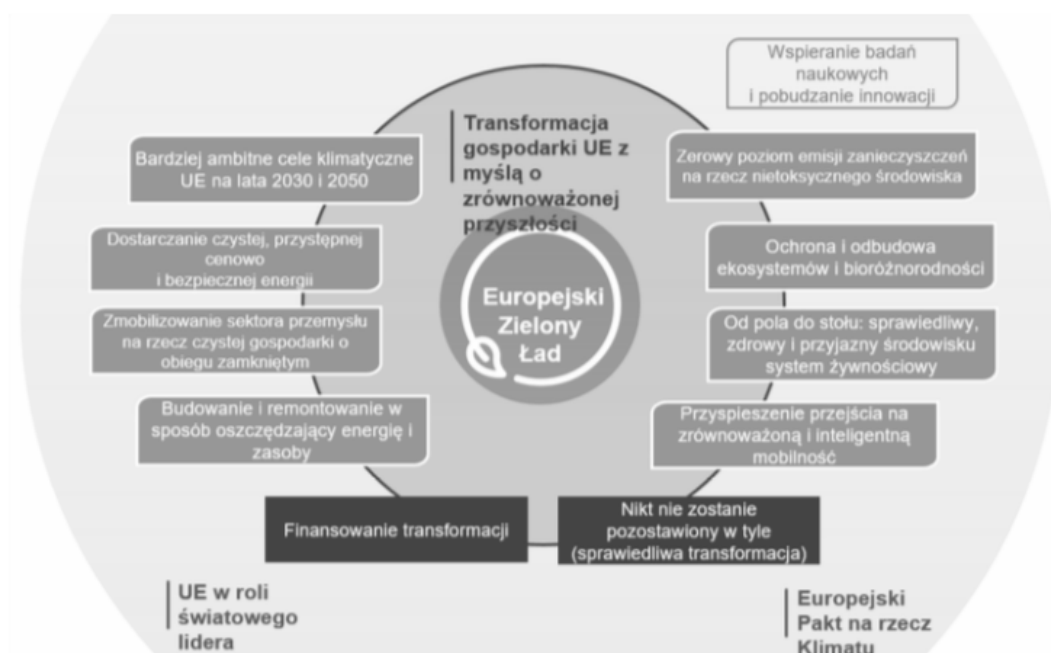 Wspieranie badań
naukowych
i pobudzanie innowacji
Transformacja
gospodarki UE z
myślą o
zrównoważonej
przyszłości
Bardziej ambitne cele klimatyczne
UE na lata 2030 i 2050
Zerowy poziom emisji zanieczyszczeń
na rzecz nietoksycznego środowiska
Dostarczanie czystej, przystępnej
cenowo
i bezpiecznej energii
Ochrona i odbudowa
ekosystemów i bioróżnorodności
Europejski
Zielony
Ład
Zmobilizowanie sektora przemysłu
na rzecz czystej gospodarki o
obiegu zamkniętym
Od pola do stołu: sprawiedliwy,
zdrowy i przyjazny środowisku
system żywnościowy
Budowanie i remontowanie w
sposób oszczędzający energię i
zasoby
Przyspieszenie przejścia na
zrównoważoną i inteligentną
mobilność
Finansowanie transformacji
Nikt nie zostanie
pozostawiony w tyle
(sprawiedliwa transformacja)
UE w roli
światowego
lidera
Europejski
Pakt na rzecz
Klimatu